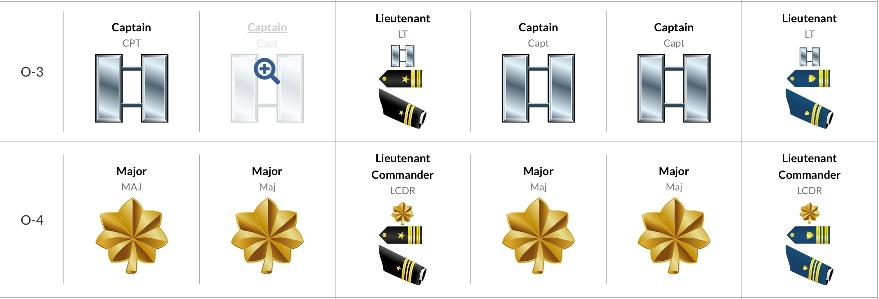 Captain
CPT
Captain
Capt
Lieutenant
LT
Captain
Capt
Captain
Capt
Lieutenant
LT
O-3
Major
MAJ
Major
Maj
Lieutenant
Commander
LCDR
Major
Maj
Major
Maj
Lieutenant
Commander
LCDR
O-4